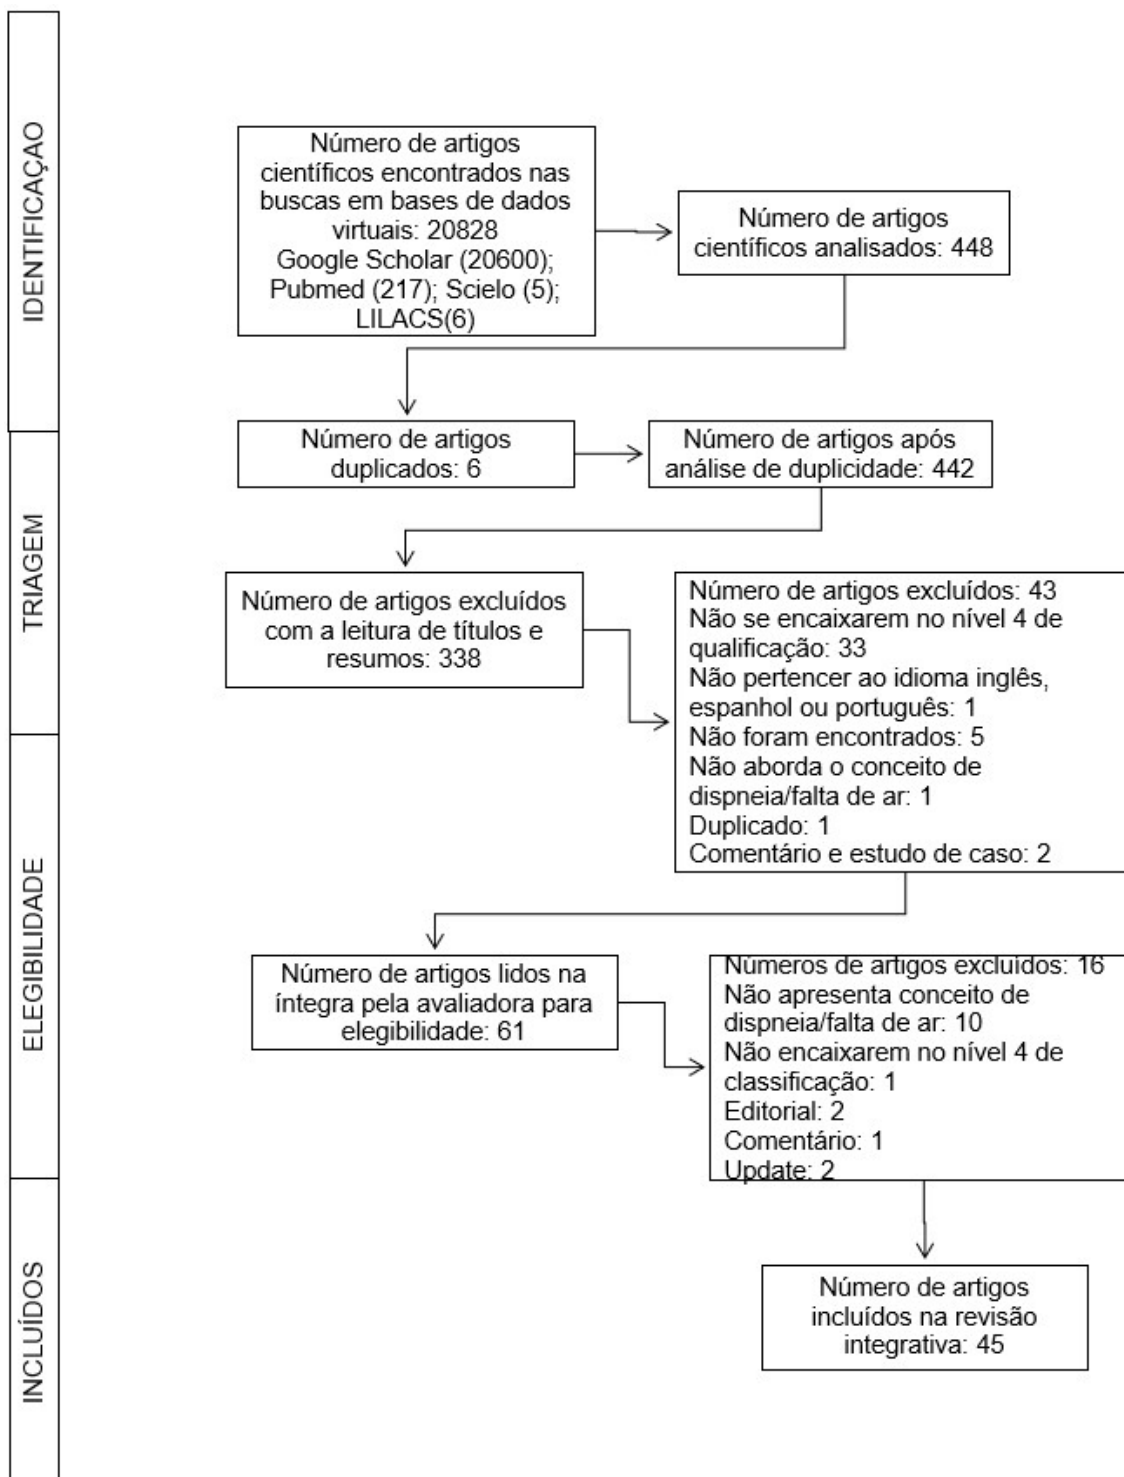 IDENTIFICAÇAO
Número de artigos
científicos encontrados nas
buscas em bases de dados
virtuais: 20828
Google Scholar (20600);
Pubmed (217); Scielo (5);
LILACS(6)
Número de artigos
científicos analisados: 448
TRIAGEM
Número de artigos
duplicados: 6
Número de artigos após
análise de duplicidade: 442
Número de artigos excluídos
com a leitura de títulos e
resumos: 338
Número de artigos excluídos: 43
Não se encaixarem no nível 4 de
qualificação: 33
Não pertencer ao idioma inglês,
espanhol ou português: 1
Não foram encontrados: 5
Não aborda o conceito de
dispneia/falta de ar: 1
Duplicado: 1
Comentário e estudo de caso: 2
ELEGIBILIDADE
Número de artigos lidos na
íntegra pela avaliadora para
elegibilidade: 61
Números de artigos excluídos: 16
Não apresenta conceito de
dispneia/falta de ar: 10
Não encaixarem no nível 4 de
classificação: 1
Editorial: 2
Comentário: 1
Update: 2
INCLUÍDOS
Número de artigos
incluídos na revisão
integrativa: 45